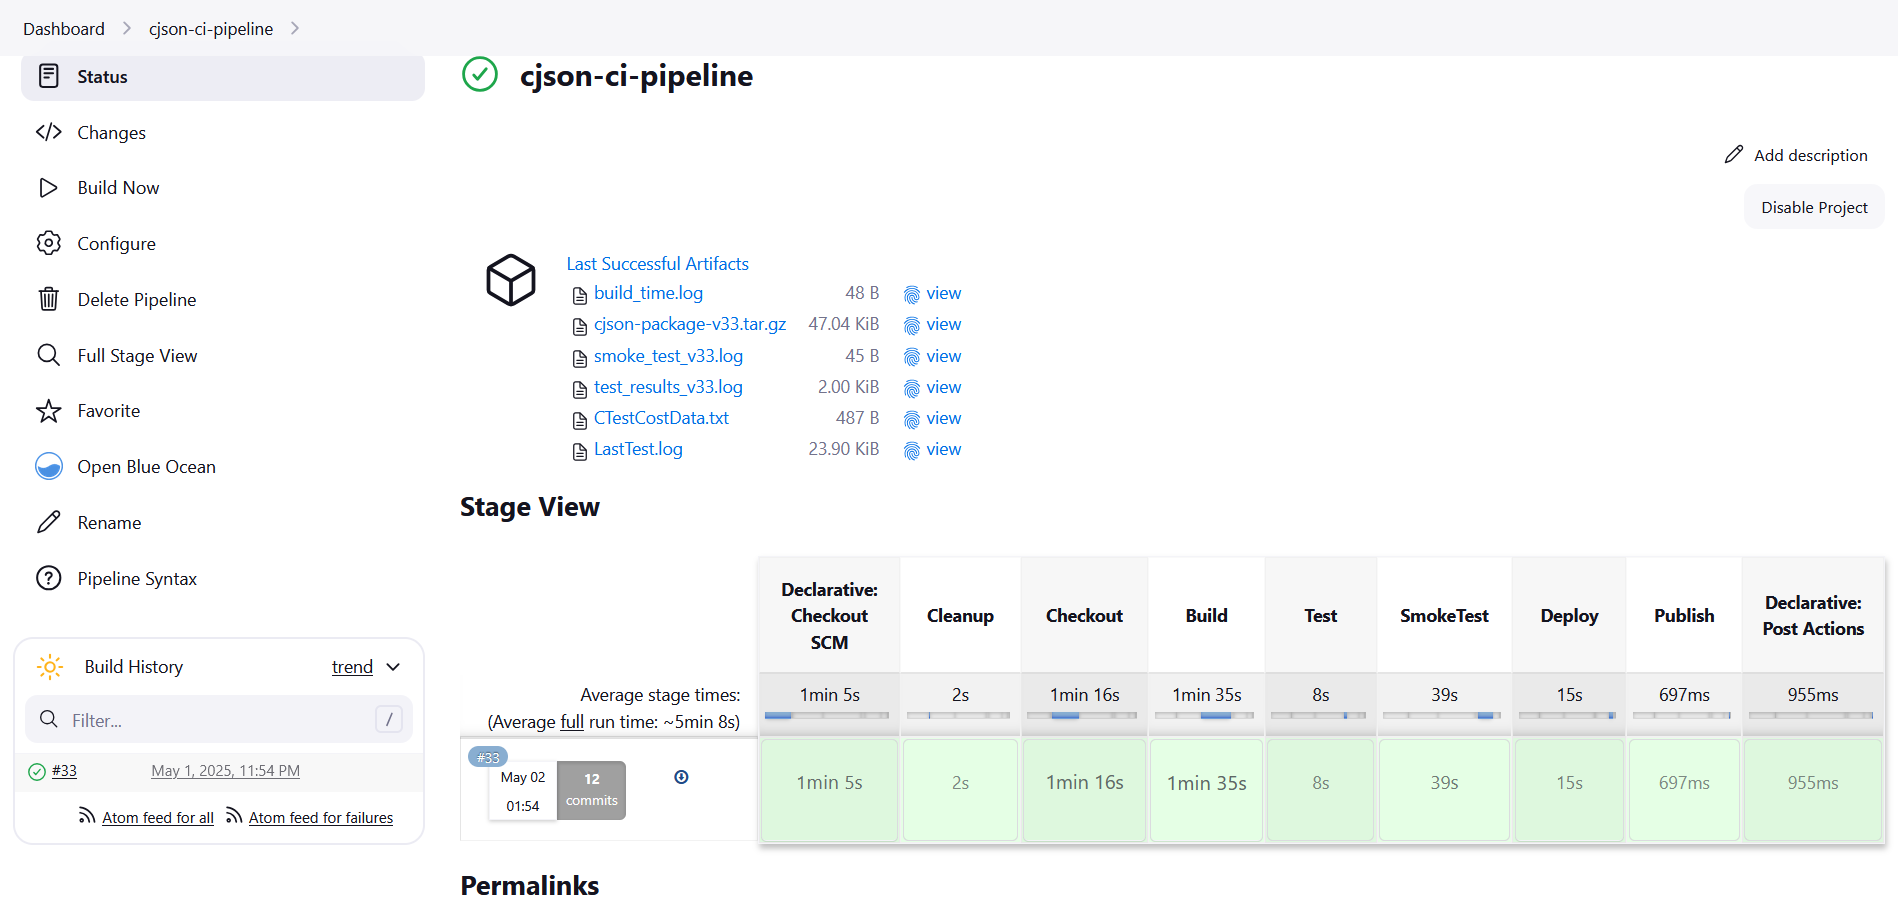 Dashboard
cjson-ci-pipeline
Status
Changes
Build Now
Configure
Delete Pipeline
Full Stage View
Favorite
Open Blue Ocean
Rename
Pipeline Syntax
Build History
trend
Filter...
/
#33
May 1, 2025, 11:54 PM
Atom feed for all
Atom feed for failures
cjson-ci-pipeline
Add description
Disable Project
Last Successful Artifacts
build_time.log 48 B view
cjson-package-v33.tar.gz 47.04 KiB view
smoke_test_v33.log 45 B view
test_results_v33.log 2.00 KiB view
CTestCostData.txt 487 B view
LastTest.log 23.90 KiB view
Stage View
Declarative:
Checkout
SCM
Cleanup
Checkout
Build
Test
SmokeTest
Deploy
Publish
Declarative:
Post Actions
Average stage times:
(Average full run time: ~5min 8s)
1min 5s
2s
1min 16s
1min 35s
8s
39s
15s
697ms
955ms
#33
May 02
01:54
12
commits
1min 5s
2s
1min 16s
1min 35s
8s
39s
15s
697ms
955ms
Permalinks